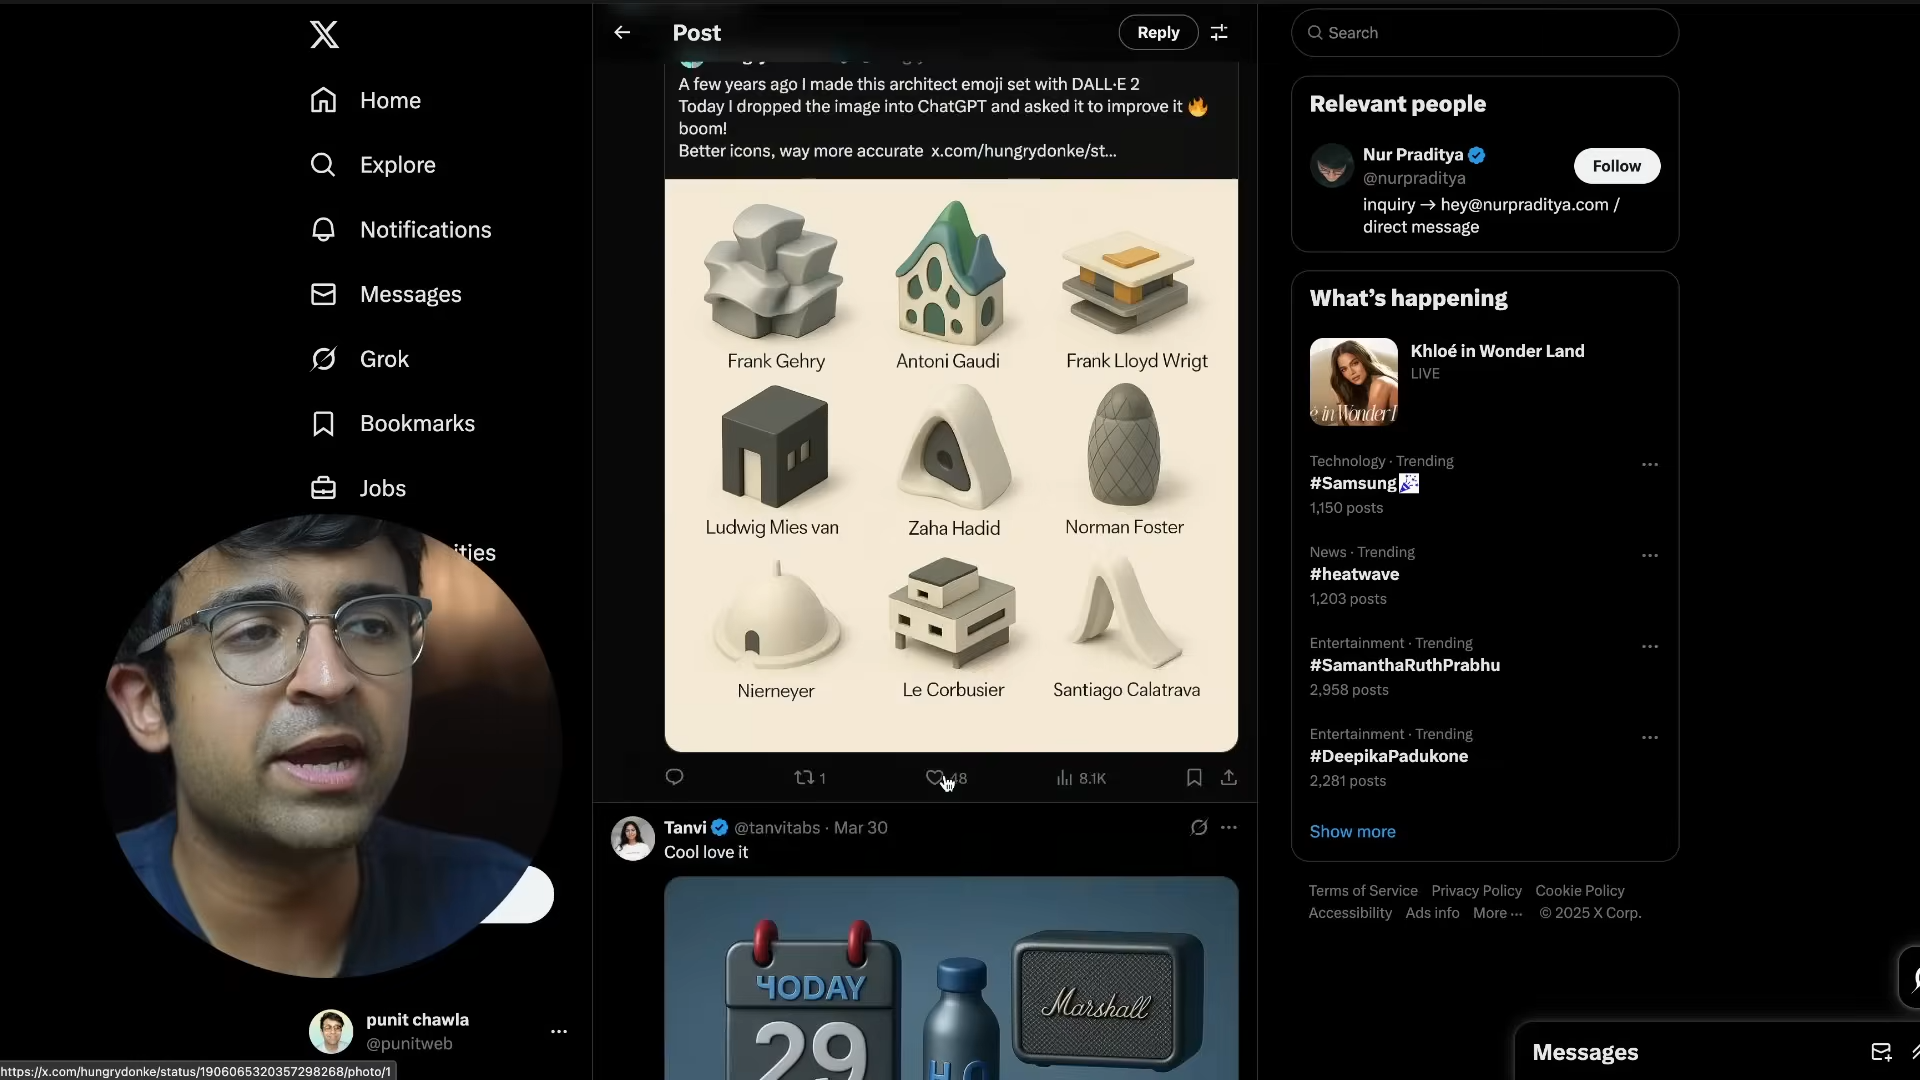 Home
Explore
Notifications
Messages
Grok
Bookmarks
Jobs
ities
punit chawla
@punitweb
https://x.com/hungrydonke/status/1906065320357298268/photo/1
Post
Reply
A few years ago I made this architect emoji set with DALL·E 2
Today I dropped the image into ChatGPT and asked it to improve it 🔥
boom!
Better icons, way more accurate x.com/hungrydonke/st...
Frank Gehry
Antoni Gaudi
Frank Lloyd Wrigt
Ludwig Mies van
Zaha Hadid
Norman Foster
Niemeyer
Le Corbusier
Santiago Calatrava
1
48
8.1K
Tanvi @tanvitabs · Mar 30
Cool love it
4ODAY
29
H2O
Marshall
Search
Relevant people
Nur Praditya
@nurpraditya
Follow
inquiry → hey@nurpraditya.com /
direct message
What's happening
Khloé in Wonder Land
LIVE
e in Wonder
Technology · Trending
#Samsung
1,150 posts
News · Trending
#heatwave
1,203 posts
Entertainment · Trending
#SamanthaRuthPrabhu
2,958 posts
Entertainment · Trending
#DeepikaPadukone
2,281 posts
Show more
Terms of Service Privacy Policy Cookie Policy
Accessibility Ads info More ··· © 2025 X Corp.
Messages